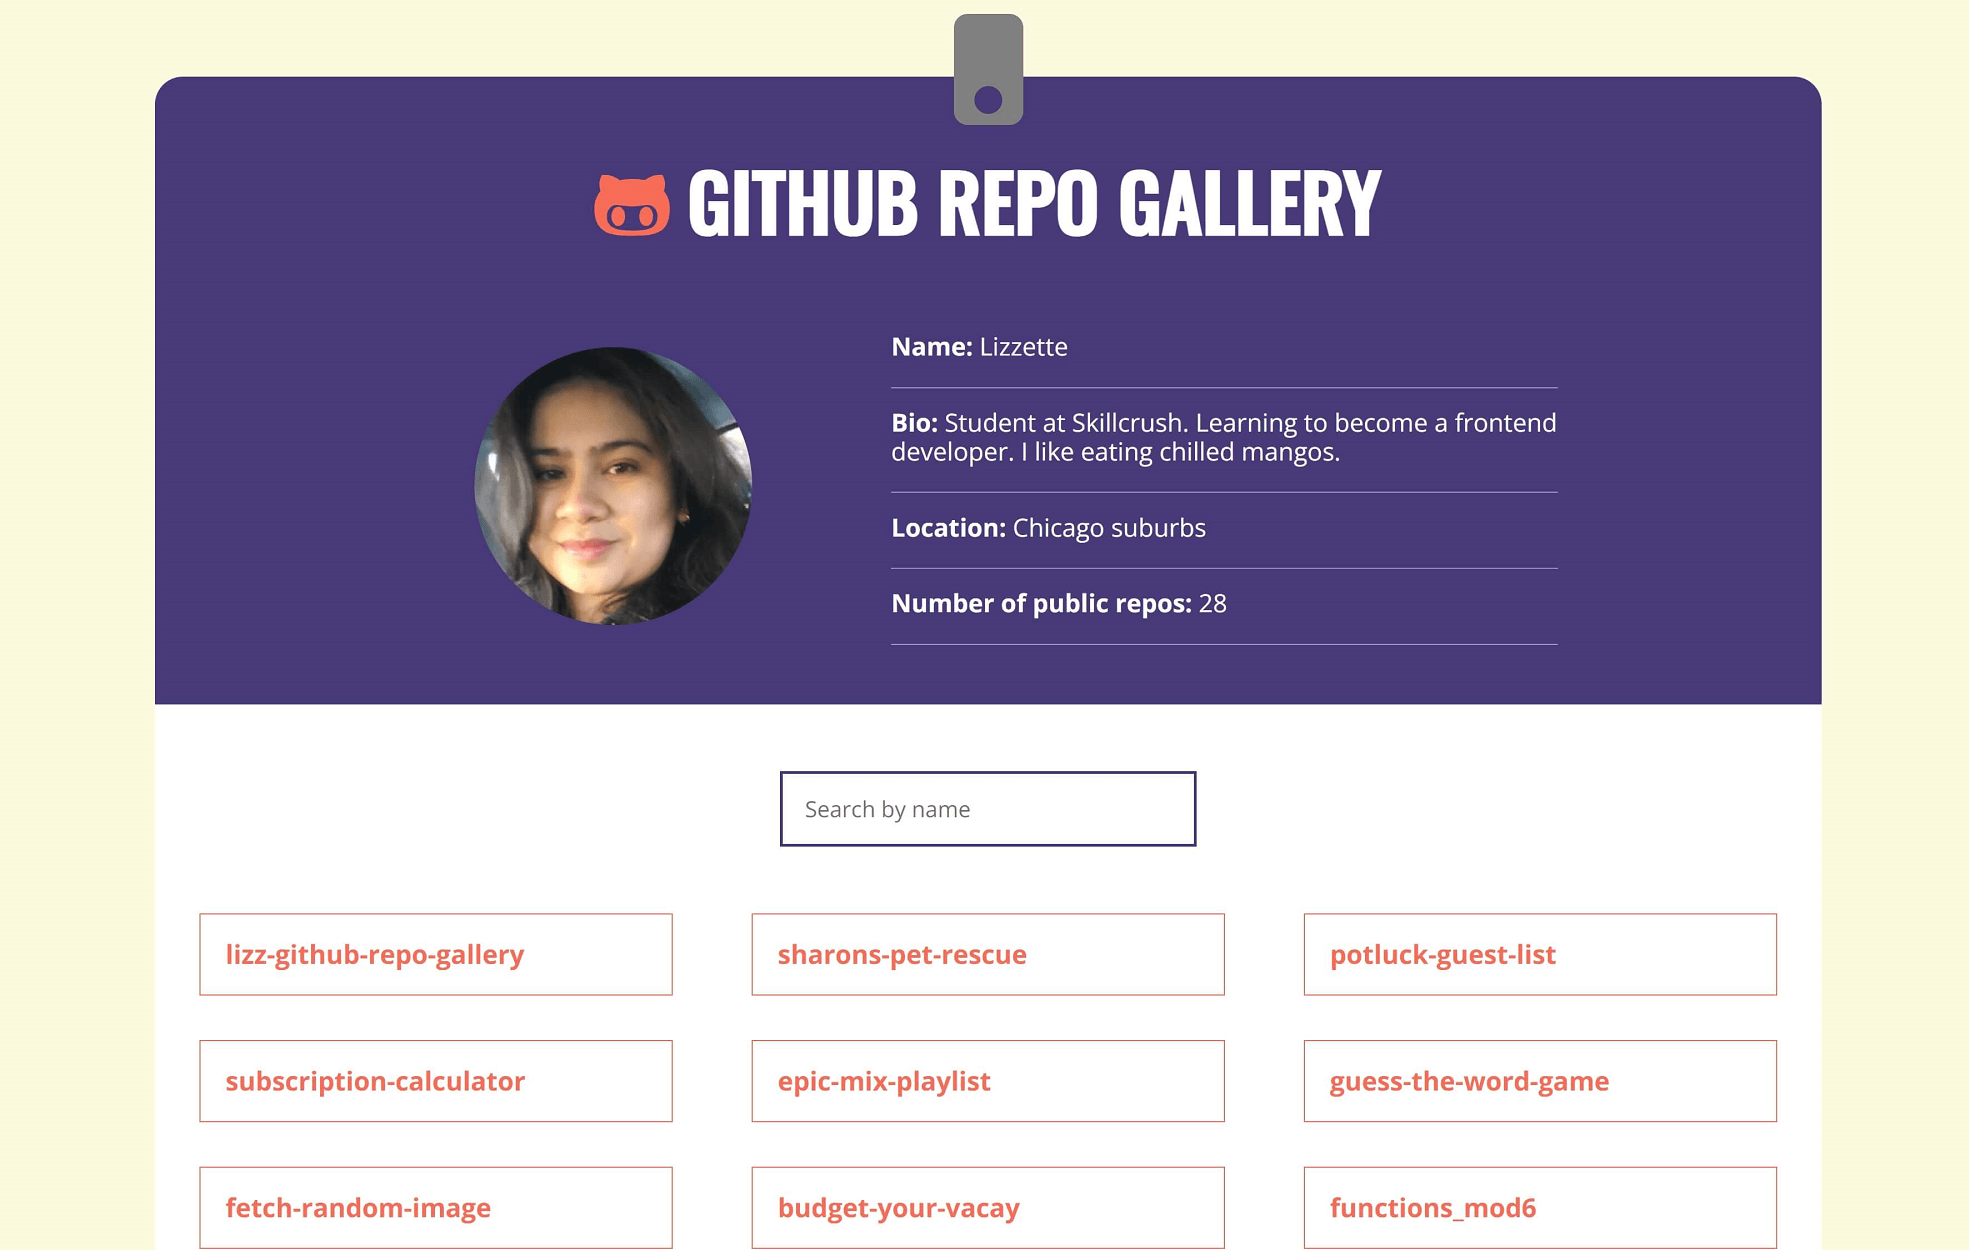 GITHUB REPO GALLERY
Name: Lizzette
Bio: Student at Skillcrush. Learning to become a frontend
developer. I like eating chilled mangos.
Location: Chicago suburbs
Number of public repos: 28
Search by name
lizz-github-repo-gallery
sharons-pet-rescue
potluck-guest-list
subscription-calculator
epic-mix-playlist
guess-the-word-game
fetch-random-image
budget-your-vacay
functions_mod6